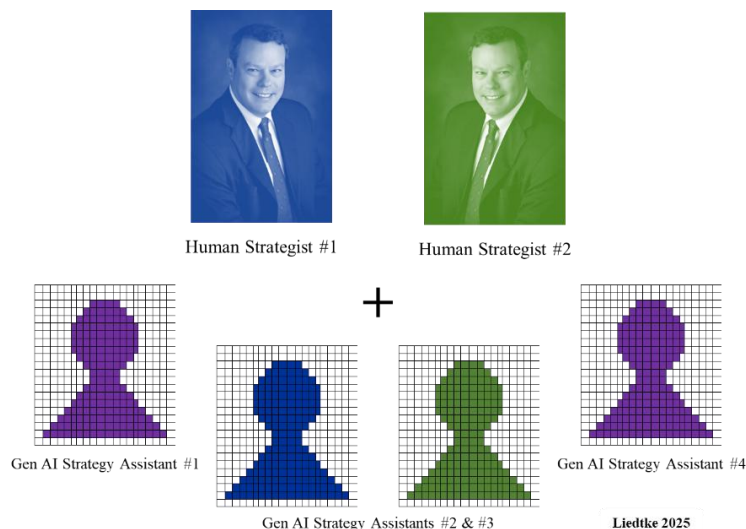 Human Strategist #1
Human Strategist #2
+
Gen AI Strategy Assistant #1
Gen AI Strategy Assistant #4
Gen AI Strategy Assistants #2 & #3
Liedtke 2025